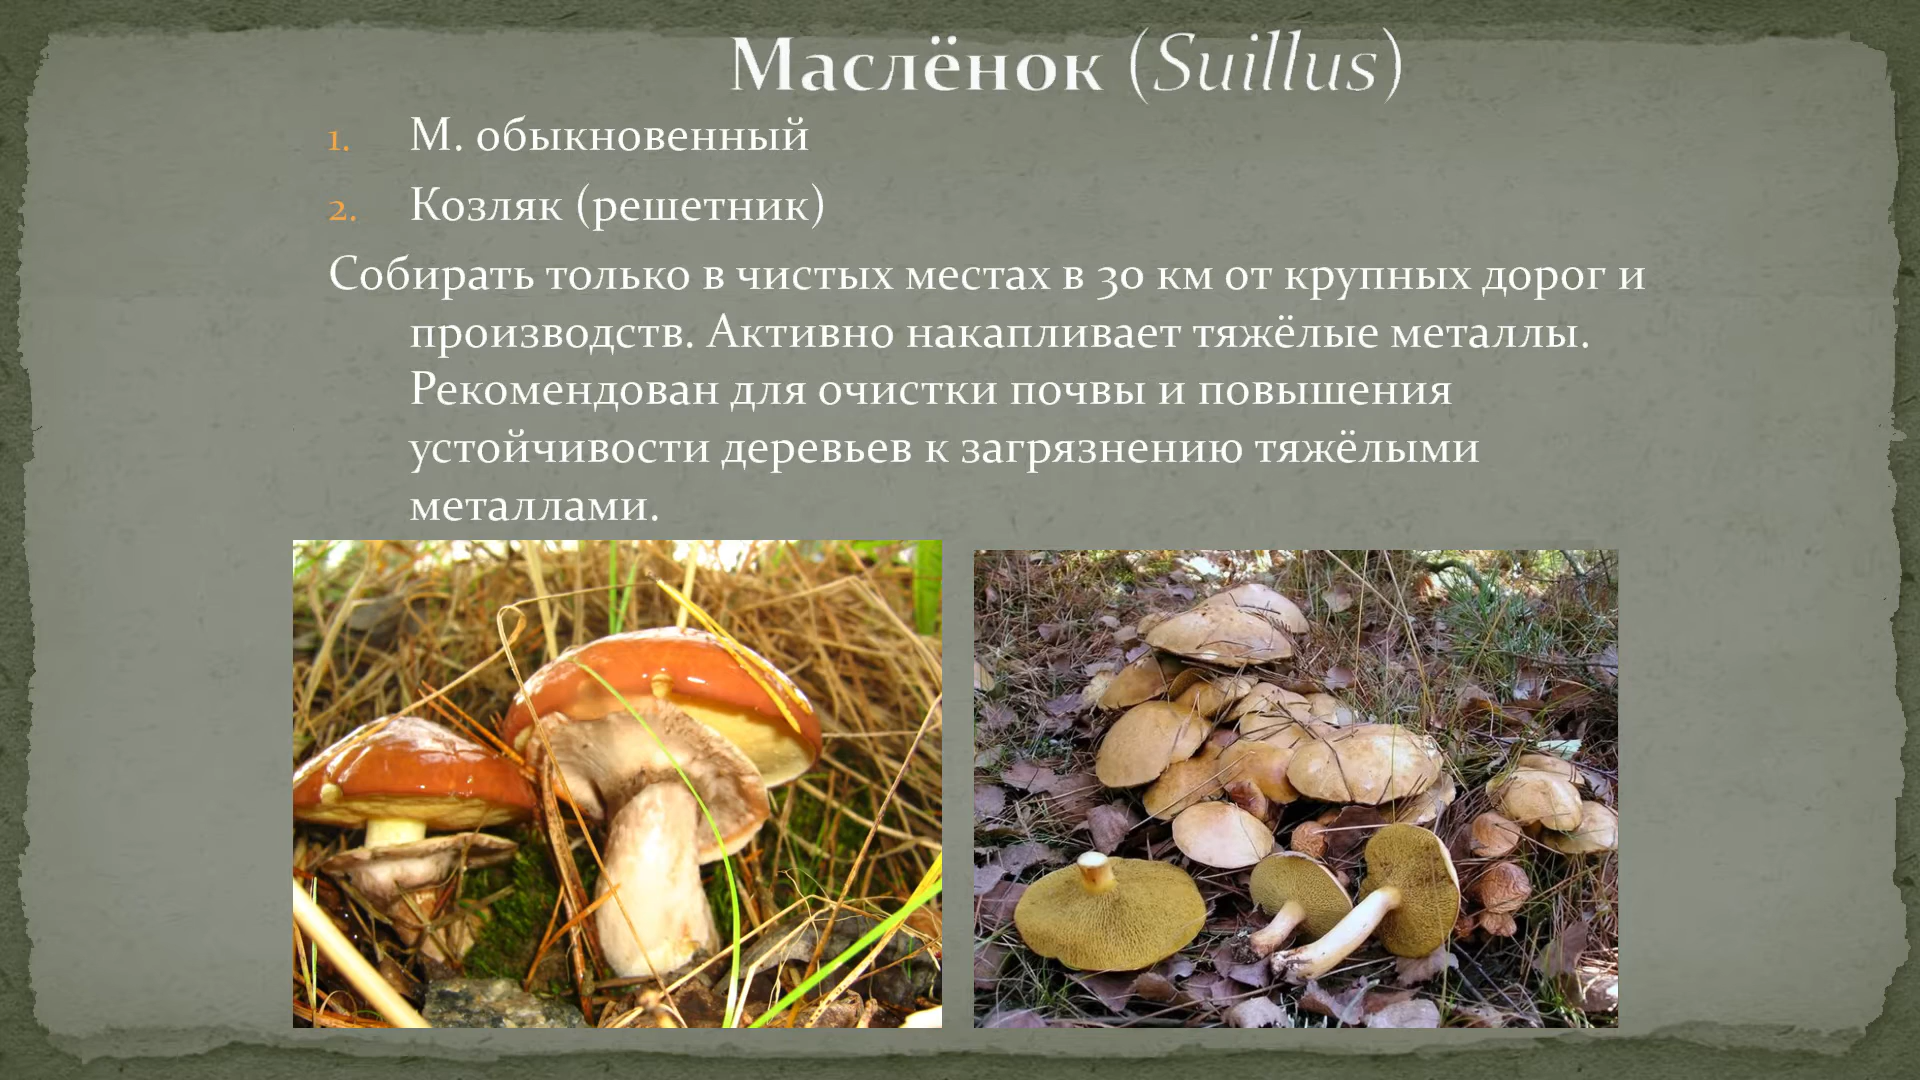 Маслёнок (Suillus)
1. М. обыкновенный
2. Козляк (решетник)
Собирать только в чистых местах в 30 км от крупных дорог и
производств. Активно накапливает тяжёлые металлы.
Рекомендован для очистки почвы и повышения
устойчивости деревьев к загрязнению тяжёлыми
металлами.